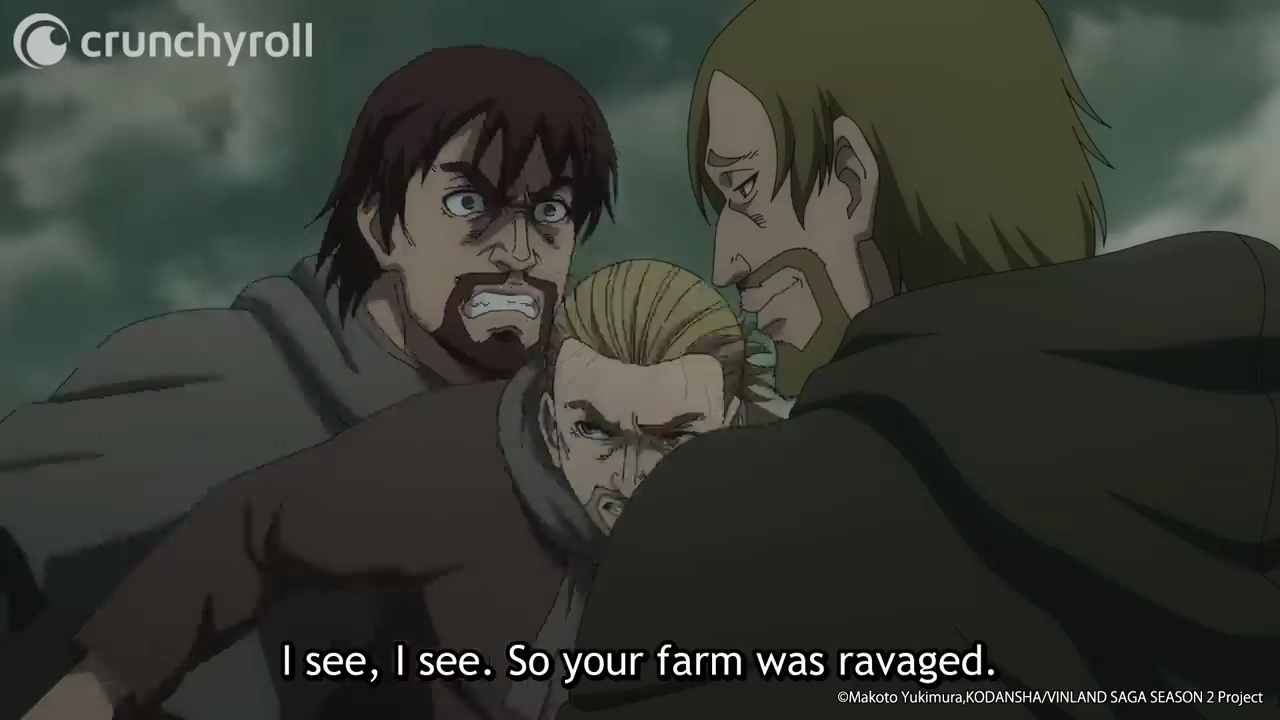 crunchyroll
I see, I see. So your farm was ravaged.
©Makoto Yukimura,KODANSHA/VINLAND SAGA SEASON 2 Project